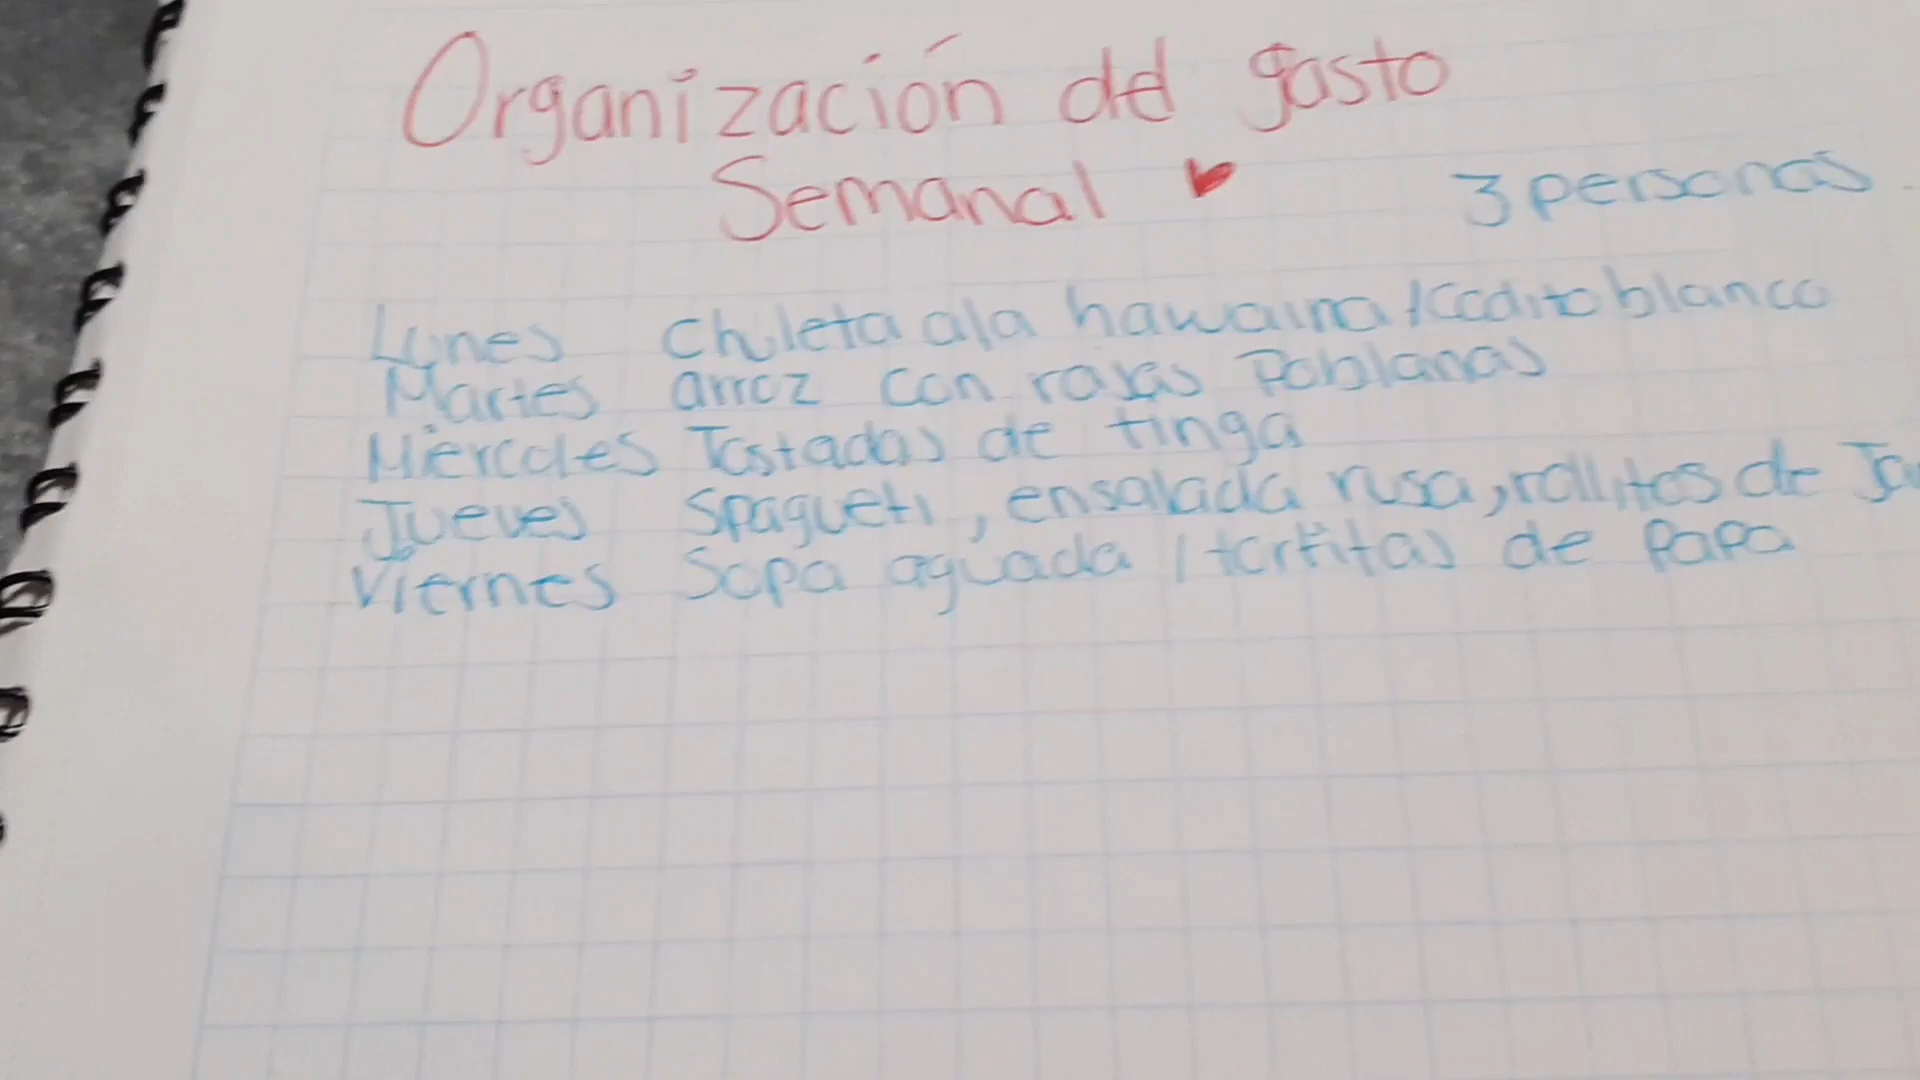 Organización del gasto
Semanal
3 personas
Lunes Chuleta ala hawaina / Codito blanco
Martes arroz con rajas Poblanas
Miercoles Tostadas de tinga
Jueves Spagueti, ensalada rusa, rollitos de Ja
Viernes Sopa aguada / tortitas de Papa